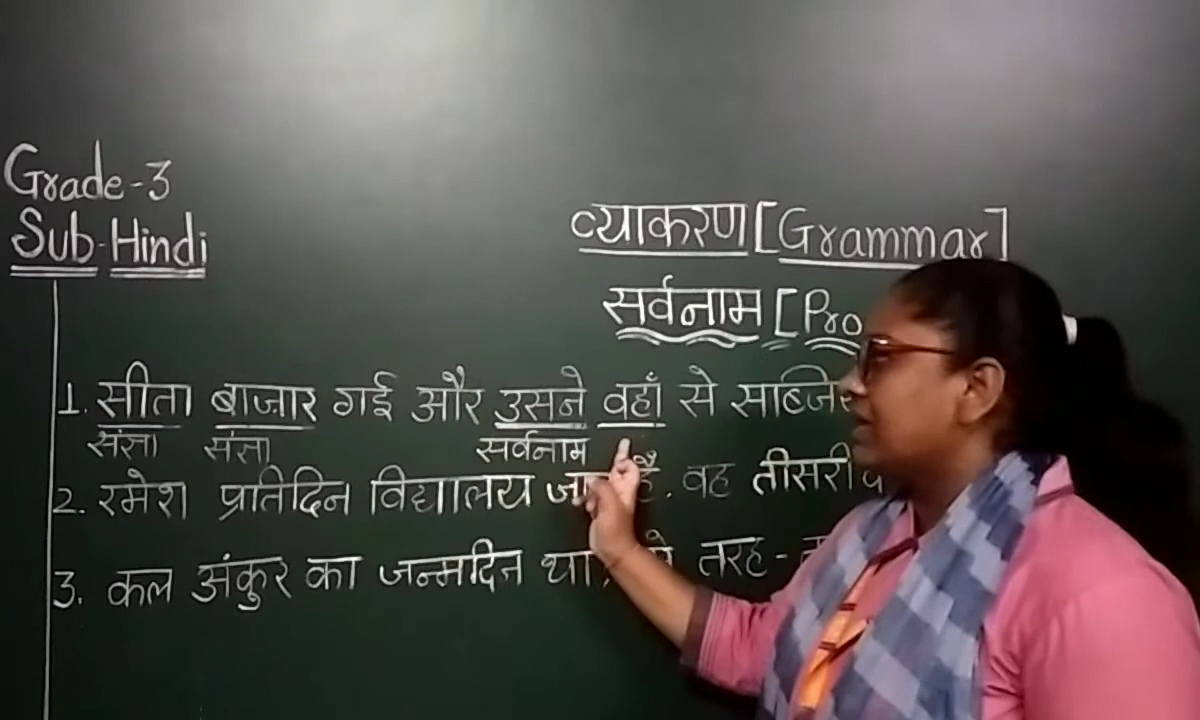 Grade-3
Sub-Hindi
व्याकरण [Grammar]
सर्वनाम [Pro
1. सीता बाजार गई और उसने वहाँ से
संज्ञा संज्ञा सर्वनाम
2. रमेश प्रतिदिन विद्यालय है. वह तीसरी
3. कल अंकुर का जन्मदिन था. तरह-